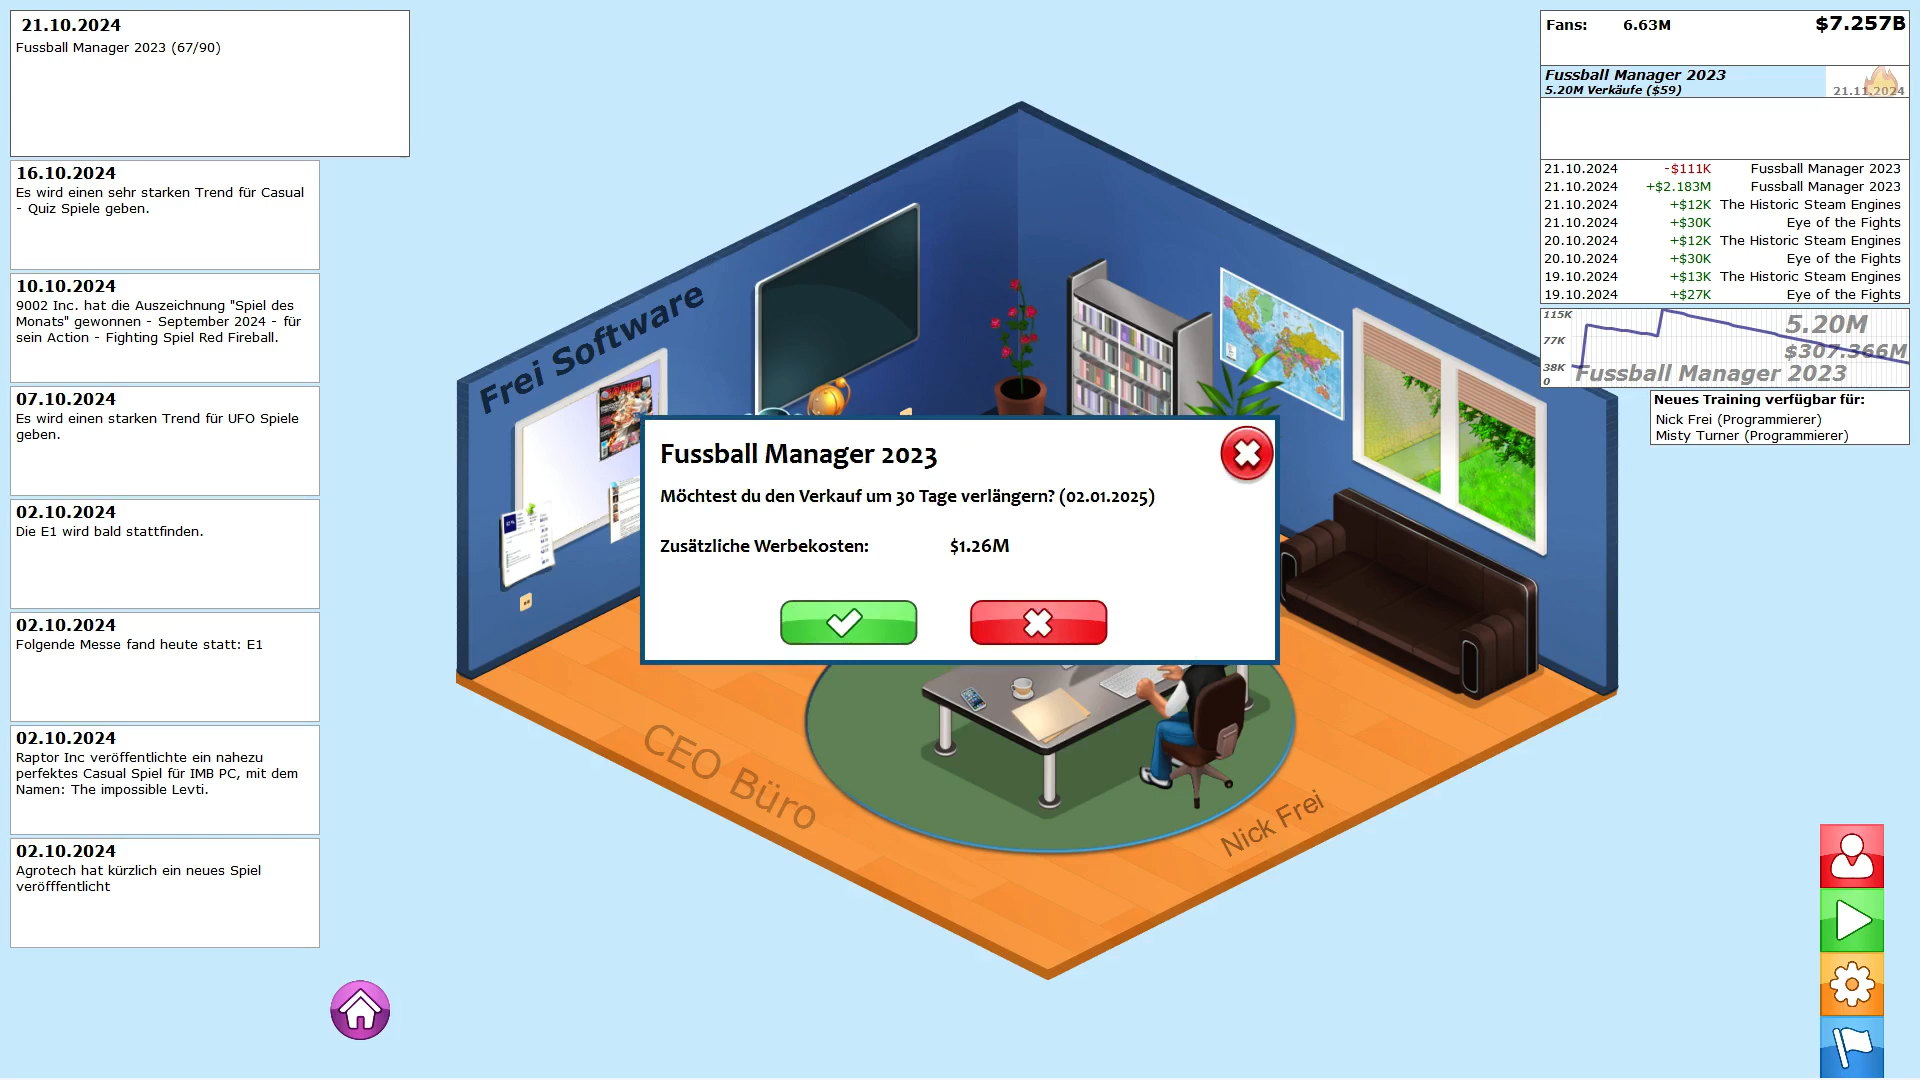 21.10.2024
Fussball Manager 2023 (67/90)
16.10.2024
Es wird einen sehr starken Trend für Casual
- Quiz Spiele geben.
10.10.2024
9002 Inc. hat die Auszeichnung "Spiel des
Monats" gewonnen - September 2024 - für
sein Action - Fighting Spiel Red Fireball.
07.10.2024
Es wird einen starken Trend für UFO Spiele
geben.
02.10.2024
Die E1 wird bald stattfinden.
02.10.2024
Folgende Messe fand heute statt: E1
02.10.2024
Raptor Inc veröffentlichte ein nahezu
perfektes Casual Spiel für IMB PC, mit dem
Namen: The impossible Levti.
02.10.2024
Agrotech hat kürzlich ein neues Spiel
veröfffentlicht
Frei Software
Fussball Manager 2023
Möchtest du den Verkauf um 30 Tage verlängern? (02.01.2025)
Zusätzliche Werbekosten: $1.26M
CEO Büro
Nick Frei
Fans: 6.63M $7.257B
Fussball Manager 2023
5.20M Verkäufe ($59) 21.11.2024
21.10.2024 -$111K Fussball Manager 2023
21.10.2024 +$2.183M Fussball Manager 2023
21.10.2024 +$12K The Historic Steam Engines
21.10.2024 +$30K Eye of the Fights
20.10.2024 +$12K The Historic Steam Engines
20.10.2024 +$30K Eye of the Fights
19.10.2024 +$13K The Historic Steam Engines
19.10.2024 +$27K Eye of the Fights
115K
77K
38K
0
5.20M
$307.366M
Fussball Manager 2023
Neues Training verfügbar für:
Nick Frei (Programmierer)
Misty Turner (Programmierer)